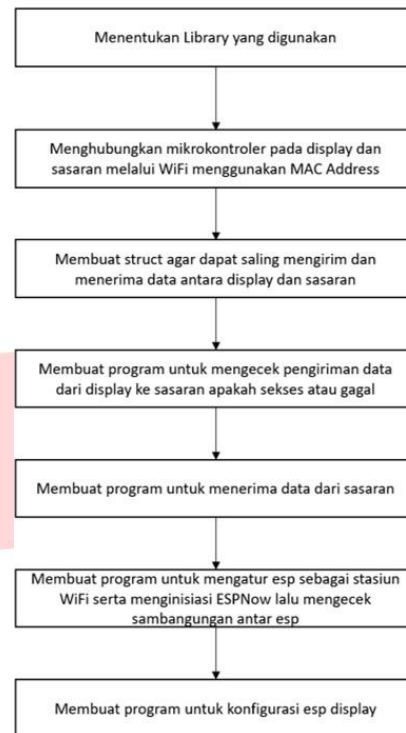 Menentukan Library yang digunakan
Menghubungkan mikrokontroler pada display dan
sasaran melalui WiFi menggunakan MAC Address
Membuat struct agar dapat saling mengirim dan
menerima data antara display dan sasaran
Membuat program untuk mengecek pengiriman data
dari display ke sasaran apakah sekses atau gagal
Membuat program untuk menerima data dari sasaran
Membuat program untuk mengatur esp sebagai stasiun
WiFi serta menginisiasi ESPNow lalu mengecek
sambangungan antar esp
Membuat program untuk konfigurasi esp display